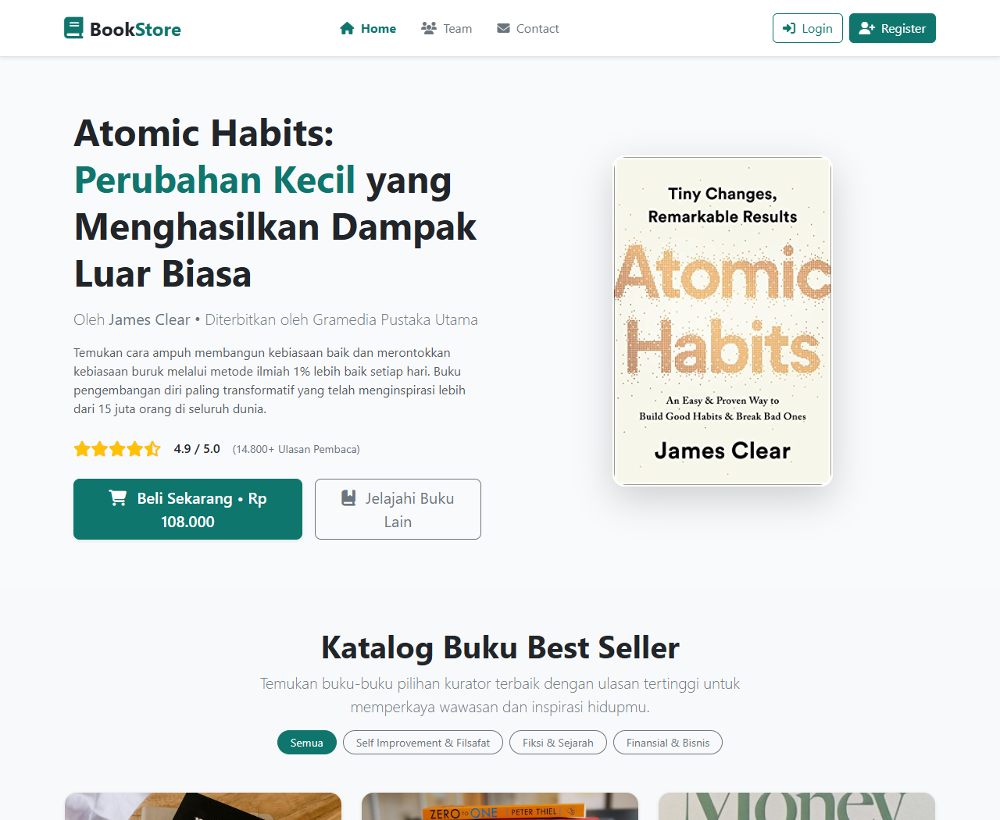 BookStore
Home
Team
Contact
Login
Register
Atomic Habits:
Perubahan Kecil yang
Menghasilkan Dampak
Luar Biasa
Oleh James Clear • Diterbitkan oleh Gramedia Pustaka Utama
Temukan cara ampuh membangun kebiasaan baik dan merontokkan
kebiasaan buruk melalui metode ilmiah 1% lebih baik setiap hari. Buku
pengembangan diri paling transformatif yang telah menginspirasi lebih
dari 15 juta orang di seluruh dunia.
4.9 / 5.0 (14.800+ Ulasan Pembaca)
Beli Sekarang • Rp
108.000
Jelajahi Buku
Lain
Tiny Changes,
Remarkable Results
Atomic
Habits
An Easy & Proven Way to
Build Good Habits & Break Bad Ones
James Clear
Katalog Buku Best Seller
Temukan buku-buku pilihan kurator terbaik dengan ulasan tertinggi untuk
memperkaya wawasan dan inspirasi hidupmu.
Semua
Self Improvement & Filsafat
Fiksi & Sejarah
Finansial & Bisnis
ZERO TO ONE PETER THIEL
Money